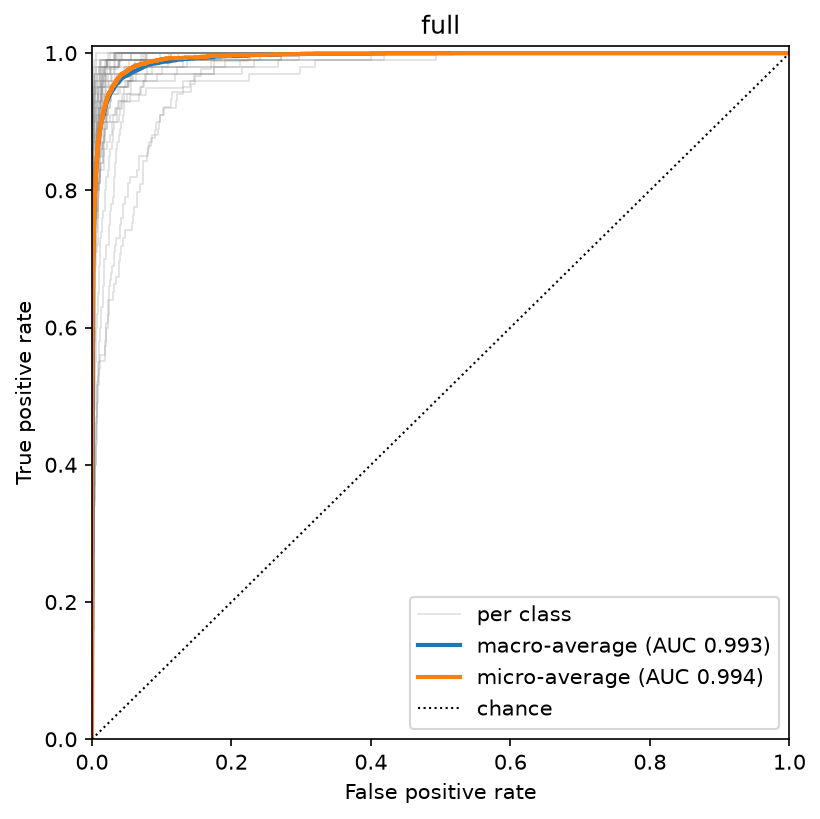 full
1.0
0.8
0.6
0.4
0.2
0.0
True positive rate
per class
macro-average (AUC 0.993)
micro-average (AUC 0.994)
chance
0.0 0.2 0.4 0.6 0.8 1.0
False positive rate